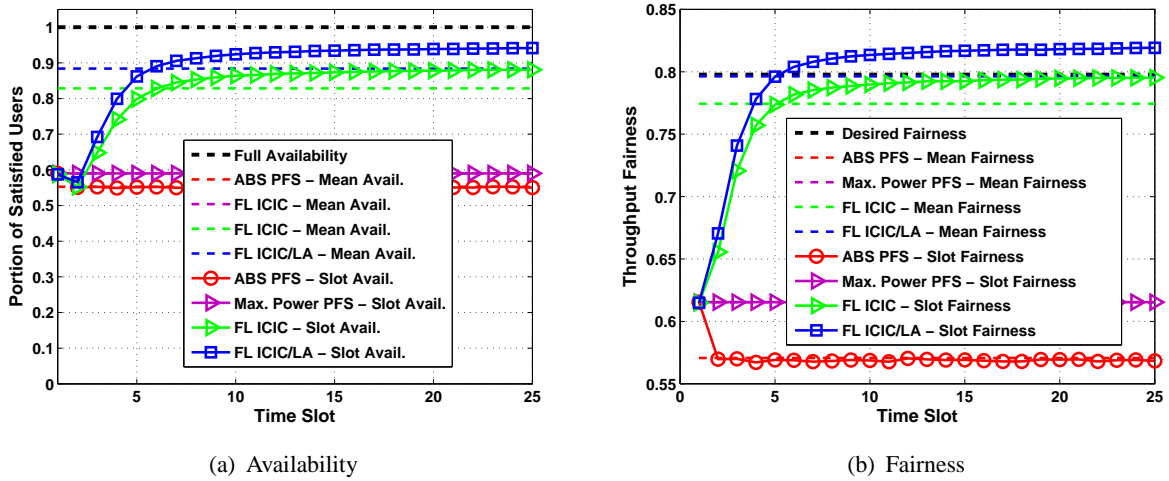 1
0.9
0.8
0.7
0.6
0.5
0.4
0.3
0.2
0.1
0
5
10
15
20
25
Portion of Satisfied Users
Time Slot
Full Availability
ABS PFS – Mean Avail.
FL ICIC – Mean Avail.
FL ICIC – Mean Avail.
FL ICIC/LA – Mean Avail.
ABS PFS – Slot Avail.
Max. Power PFS – Slot Avail.
FL ICIC – Slot Avail.
FL ICIC/LA – Slot Avail.
(a) Availability
0.85
0.8
0.75
0.7
0.65
0.6
0.55
0
5
10
15
20
25
Throughput Fairness
Time Slot
Desired Fairness
ABS PFS – Mean Fairness
Max. Power PFS – Mean Fairness
FL ICIC – Mean Fairness
FL ICIC/LA – Mean Fairness
ABS PFS – Slot Fairness
Max. Power PFS – Slot Fairness
FL ICIC – Slot Fairness
FL ICIC/LA – Slot Fairness
(b) Fairness